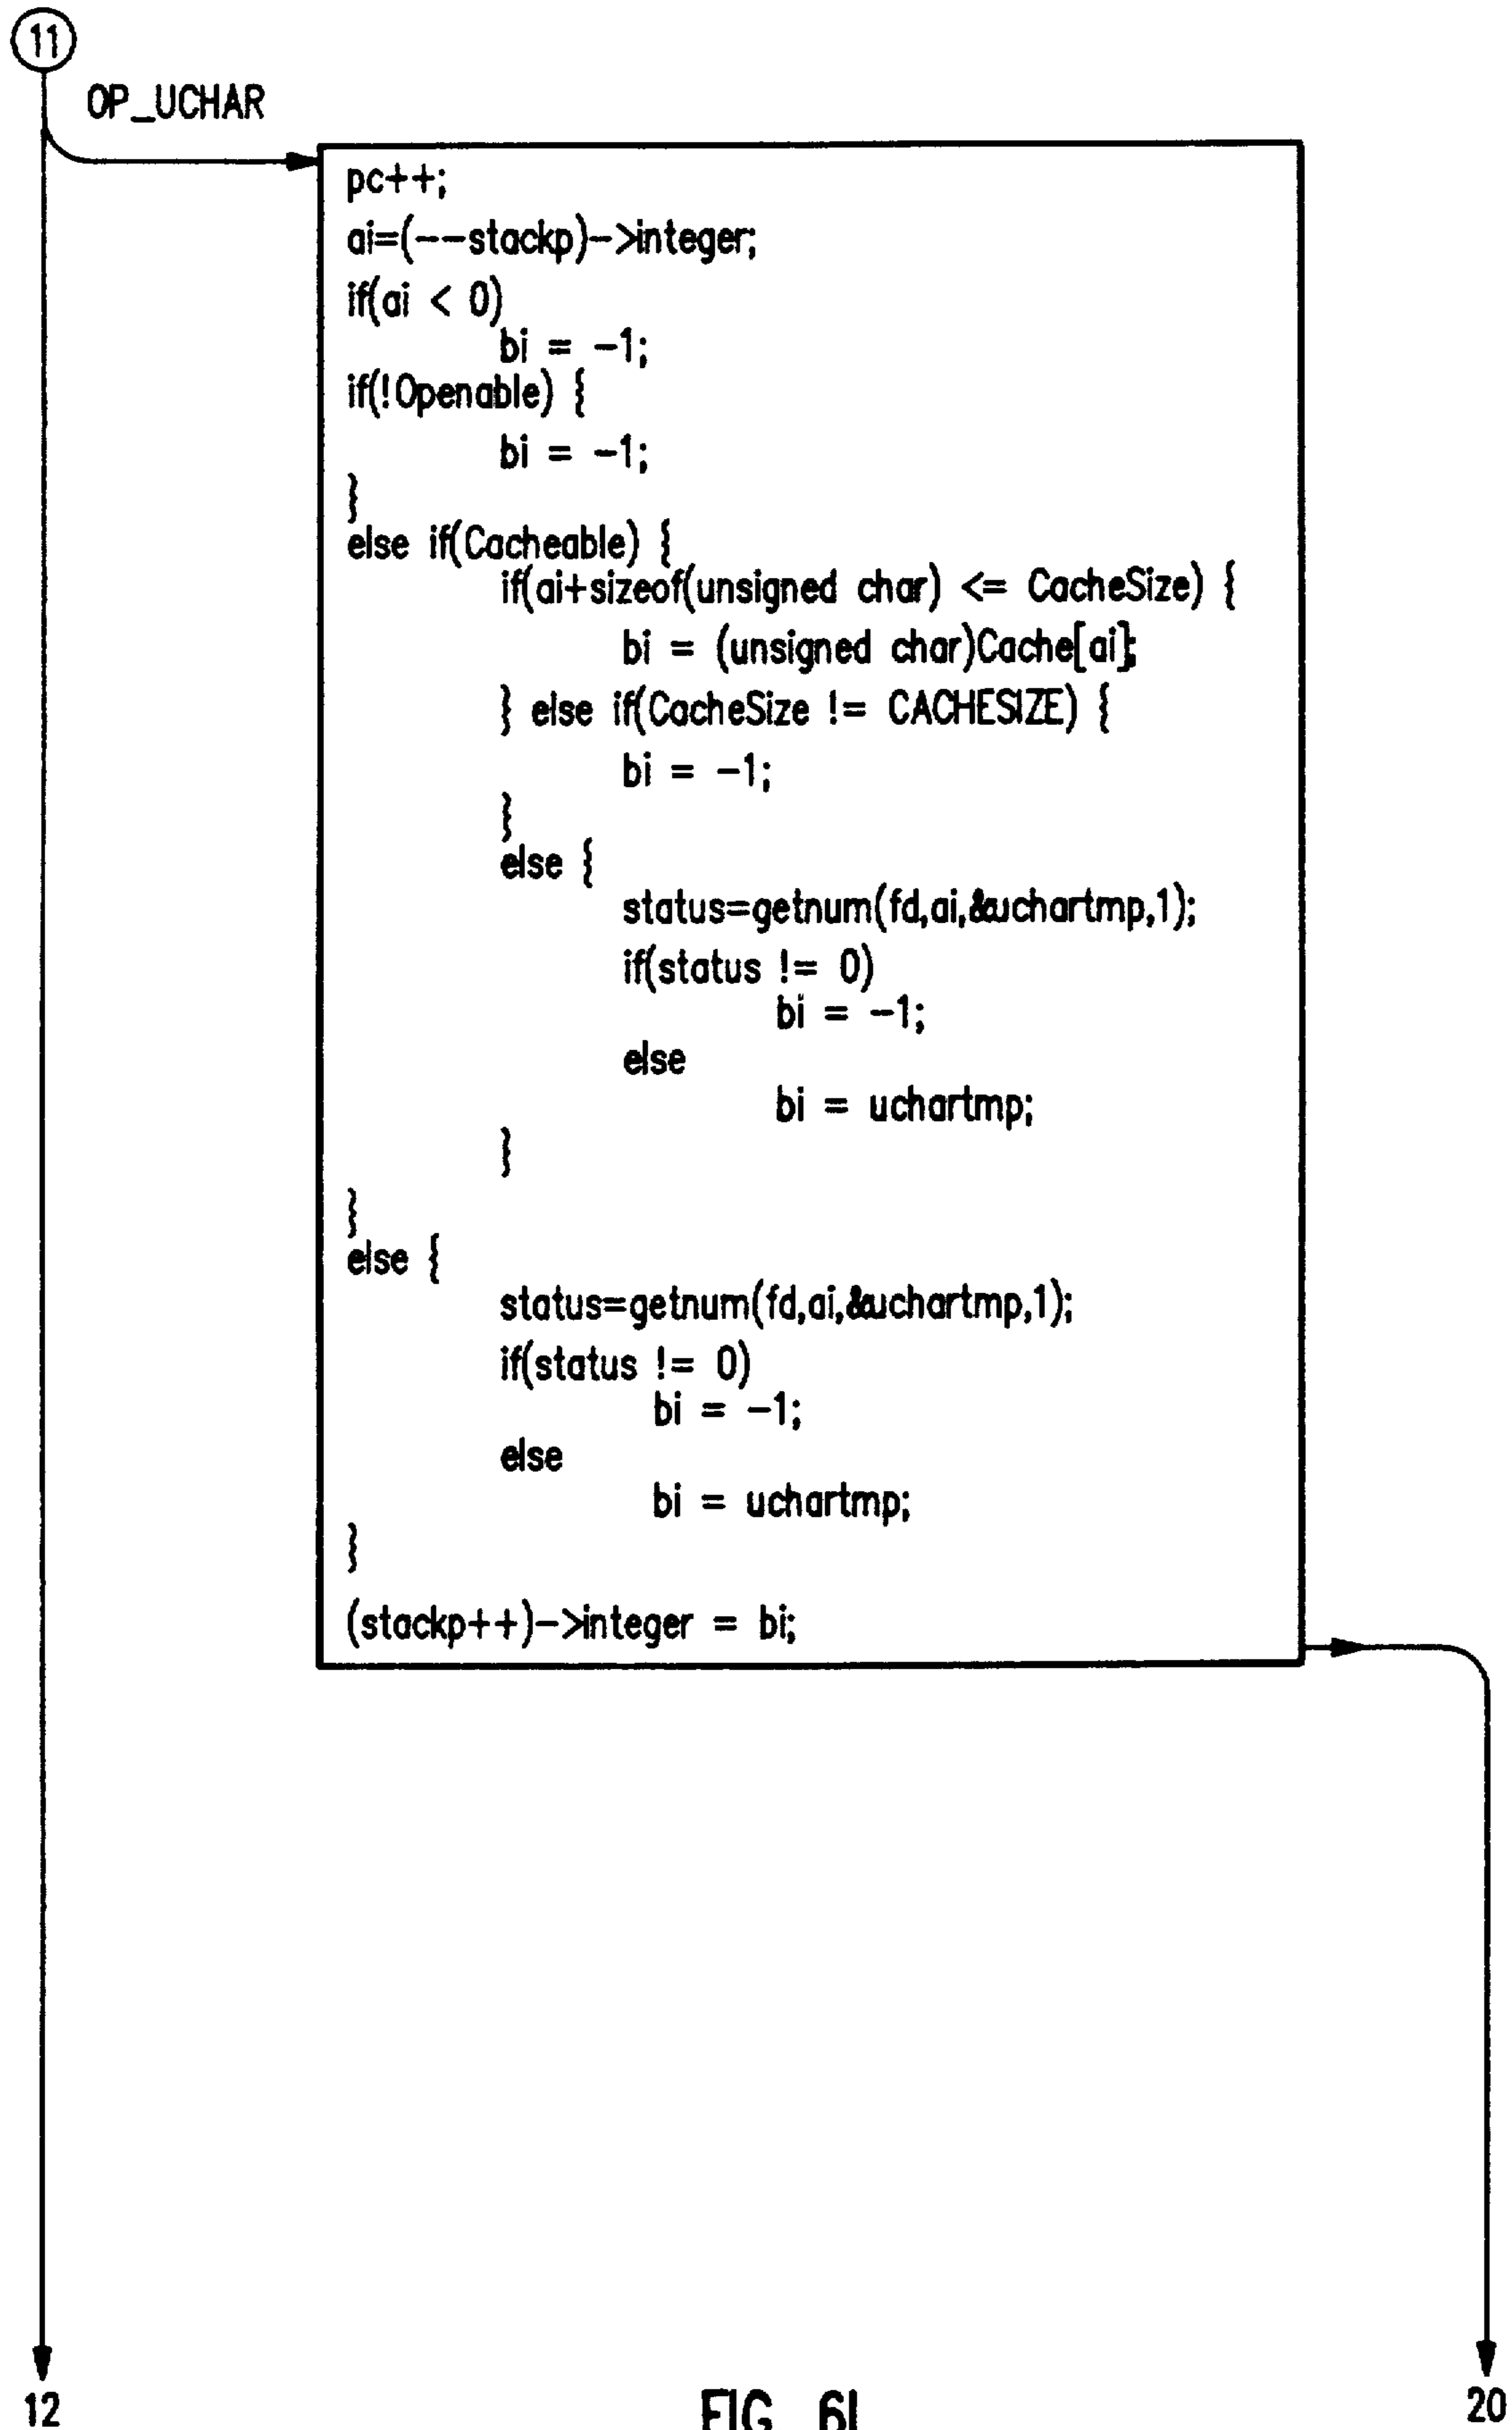 11
OP_UCHAR
pc++;
ai=(--stackp)->integer;
if(ai < 0)
bi = -1;
if(!Openable) {
bi = -1;
}
else if(Cacheable) {
if(ai+sizeof(unsigned char) <= CacheSize) {
bi = (unsigned char)Cache[ai];
} else if(CacheSize != CACHESIZE) {
bi = -1;
}
else {
status=getnum(fd,ai,&uchartmp,1);
if(status != 0)
bi = -1;
else
bi = uchartmp;
}
}
else {
status=getnum(fd,ai,&uchartmp,1);
if(status != 0)
bi = -1;
else
bi = uchartmp;
}
(stackp++)->integer = bi;
12
20